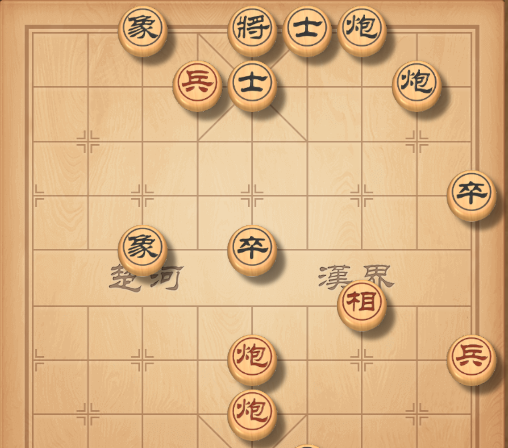 象 將 士 炮
兵 士 炮
卒
象 卒
楚河 漢界
相
炮 兵
炮